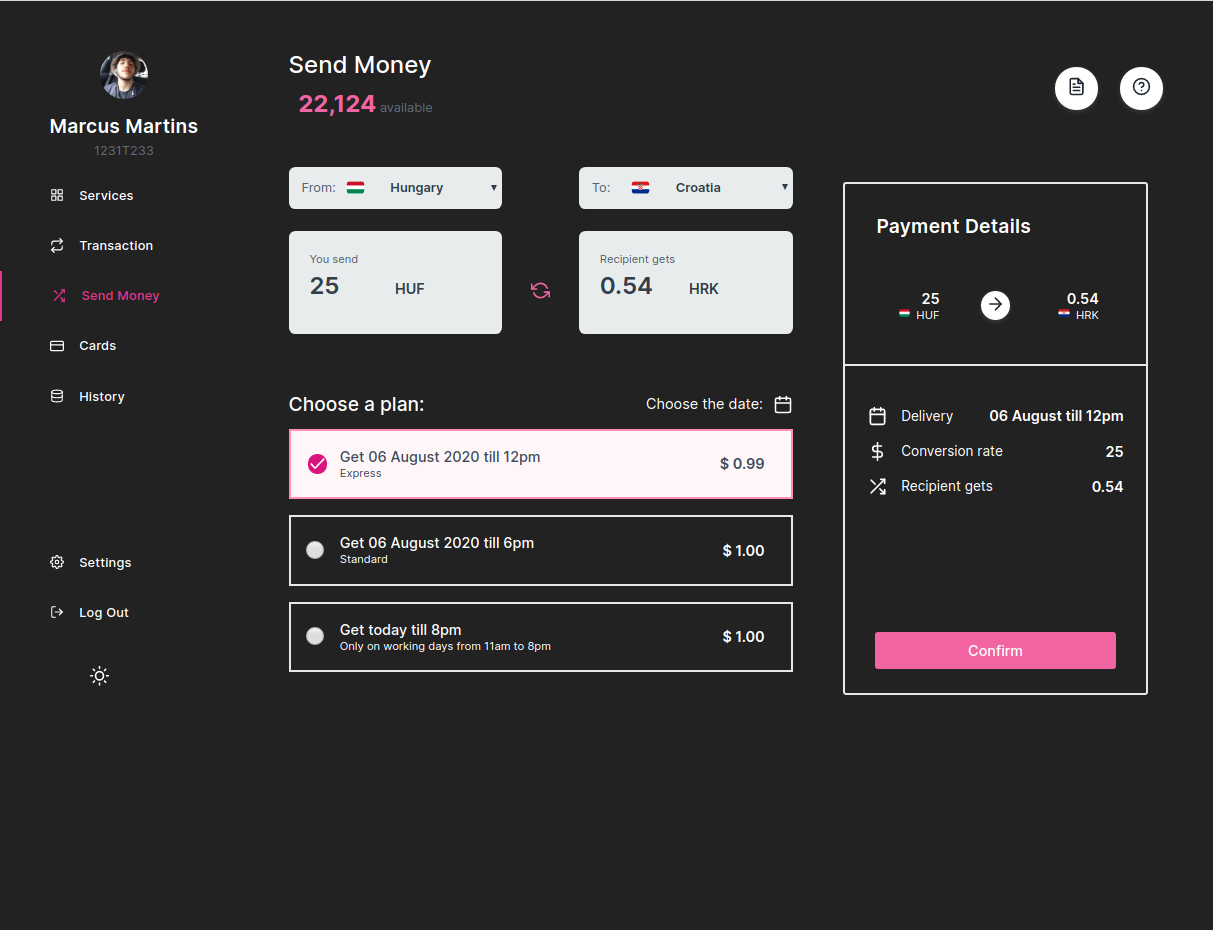 Marcus Martins
1231T233
Services
Transaction
Send Money
Cards
History
Settings
Log Out
Send Money
22,124 available
From: Hungary
To: Croatia
You send
25 HUF
Recipient gets
0.54 HRK
Choose a plan:
Choose the date:
Get 06 August 2020 till 12pm
Express
$ 0.99
Get 06 August 2020 till 6pm
Standard
$ 1.00
Get today till 8pm
Only on working days from 11am to 8pm
$ 1.00
Payment Details
25
HUF
0.54
HRK
Delivery 06 August till 12pm
Conversion rate 25
Recipient gets 0.54
Confirm